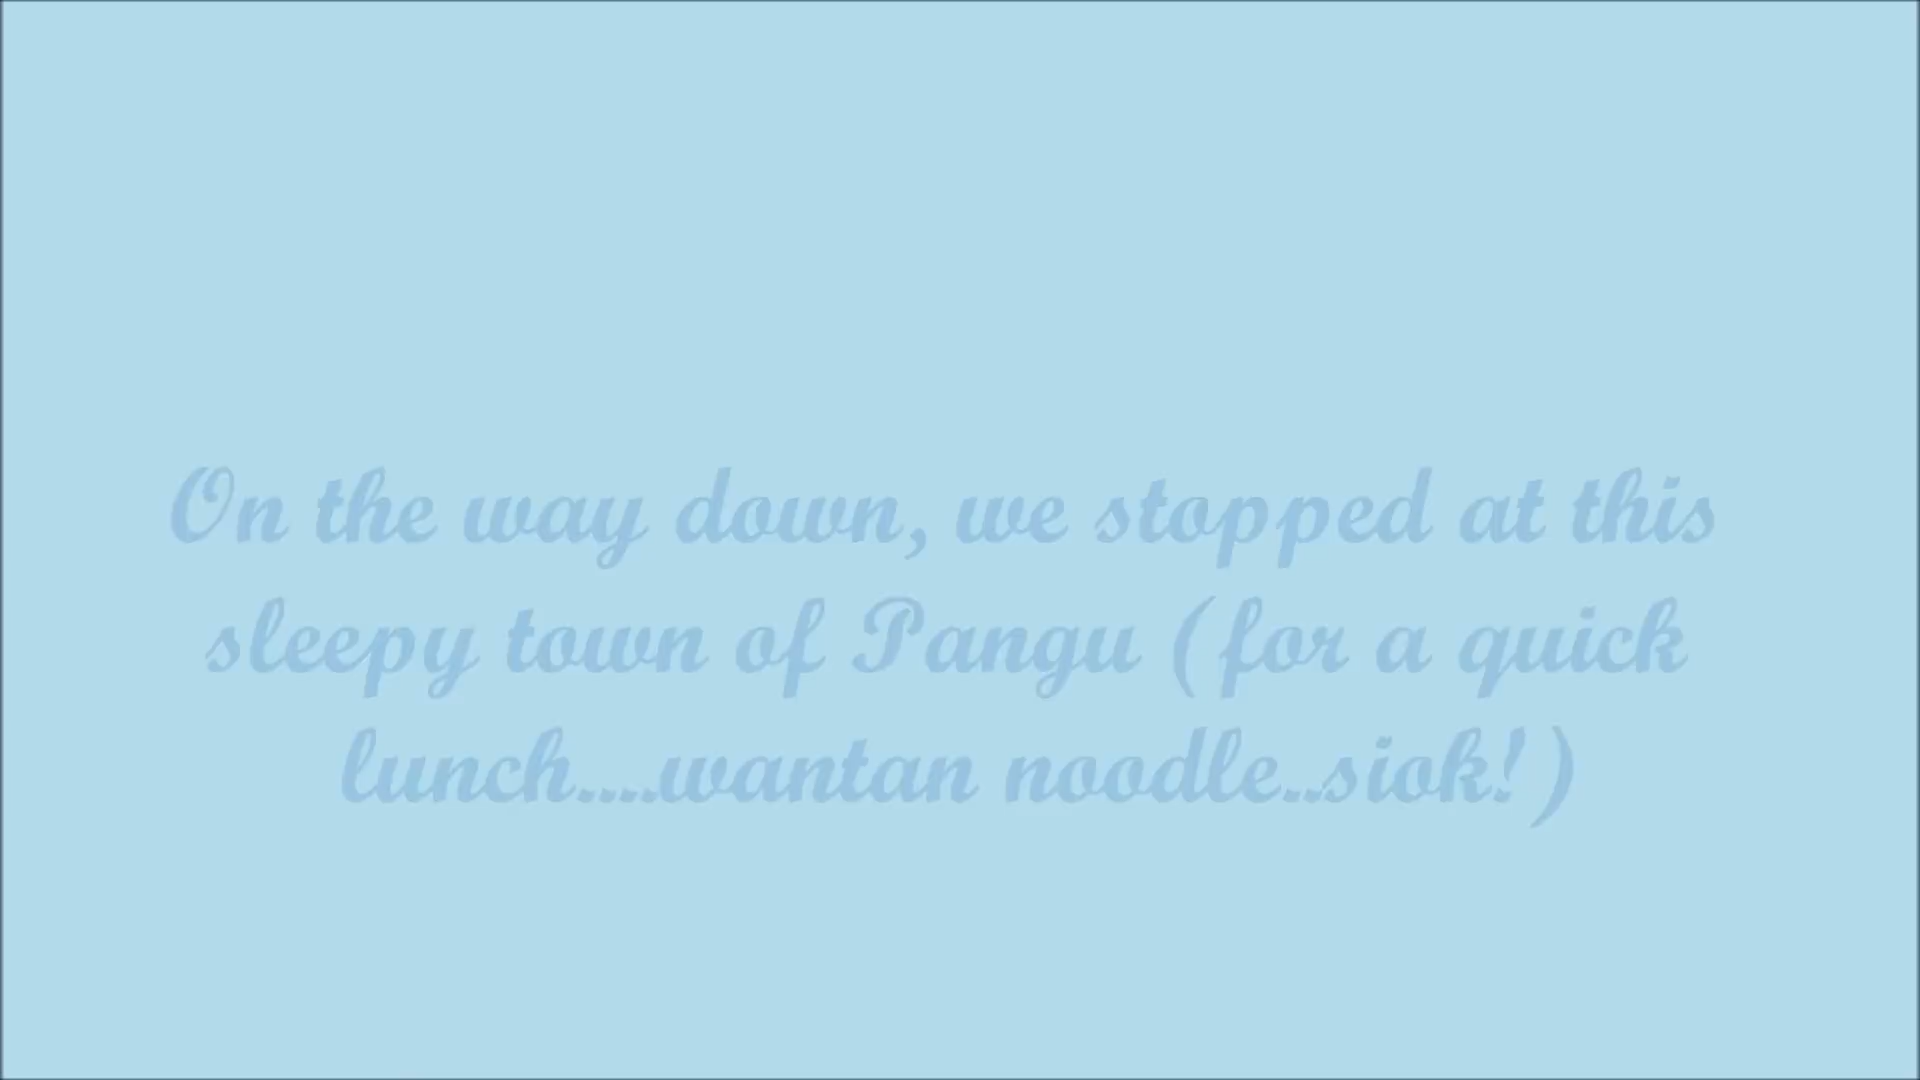 On the way down, we stopped at this
sleepy town of Pangu (for a quick
lunch....wantan noodle..siok!)